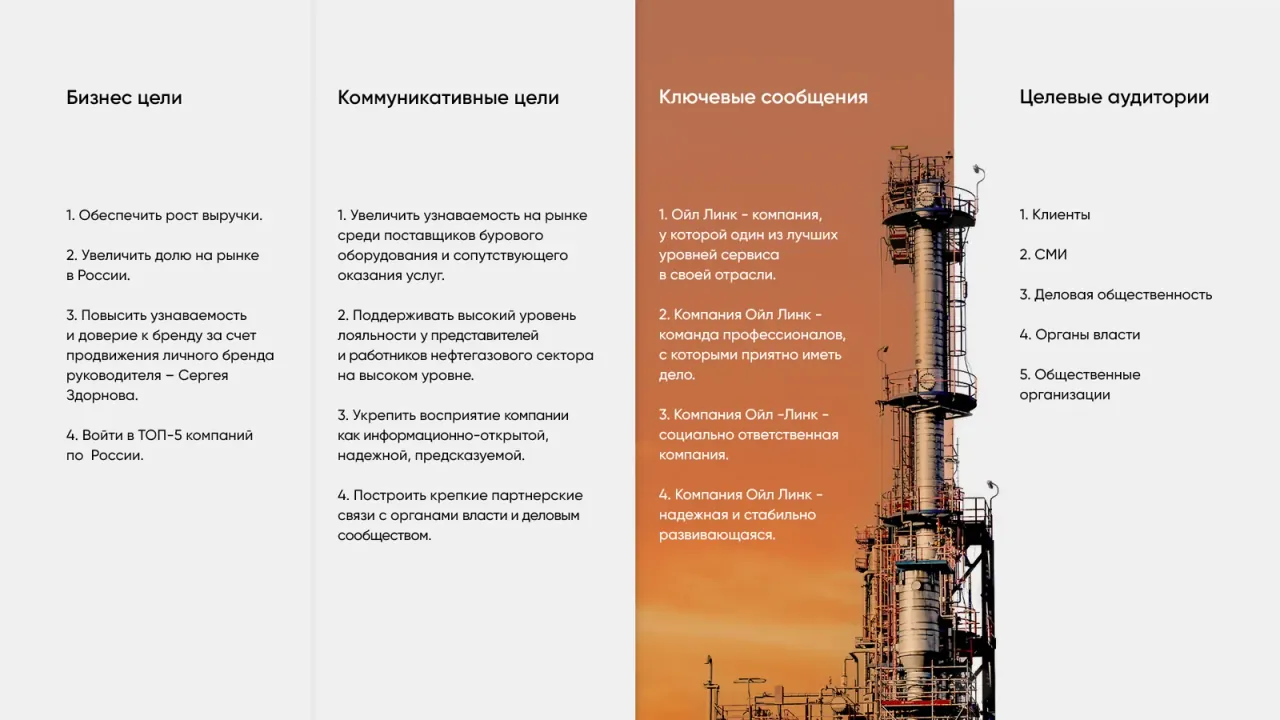 Бизнес цели
1. Обеспечить рост выручки.
2. Увеличить долю на рынке
в России.
3. Повысить узнаваемость
и доверие к бренду за счет
продвижения личного бренда
руководителя – Сергея
Здорнова.
4. Войти в ТОП-5 компаний
по России.
Коммуникативные цели
1. Увеличить узнаваемость на рынке
среди поставщиков бурового
оборудования и сопутствующего
оказания услуг.
2. Поддерживать высокий уровень
лояльности у представителей
и работников нефтегазового сектора
на высоком уровне.
3. Укрепить восприятие компании
как информационно-открытой,
надежной, предсказуемой.
4. Построить крепкие партнерские
связи с органами власти и деловым
сообществом.
Ключевые сообщения
1. Ойл Линк - компания,
у которой один из лучших
уровней сервиса
в своей отрасли.
2. Компания Ойл Линк -
команда профессионалов,
с которыми приятно иметь
дело.
3. Компания Ойл -Линк -
социально ответственная
компания.
4. Компания Ойл Линк -
надежная и стабильно
развивающаяся.
Целевые аудитории
1. Клиенты
2. СМИ
3. Деловая общественность
4. Органы власти
5. Общественные
организации